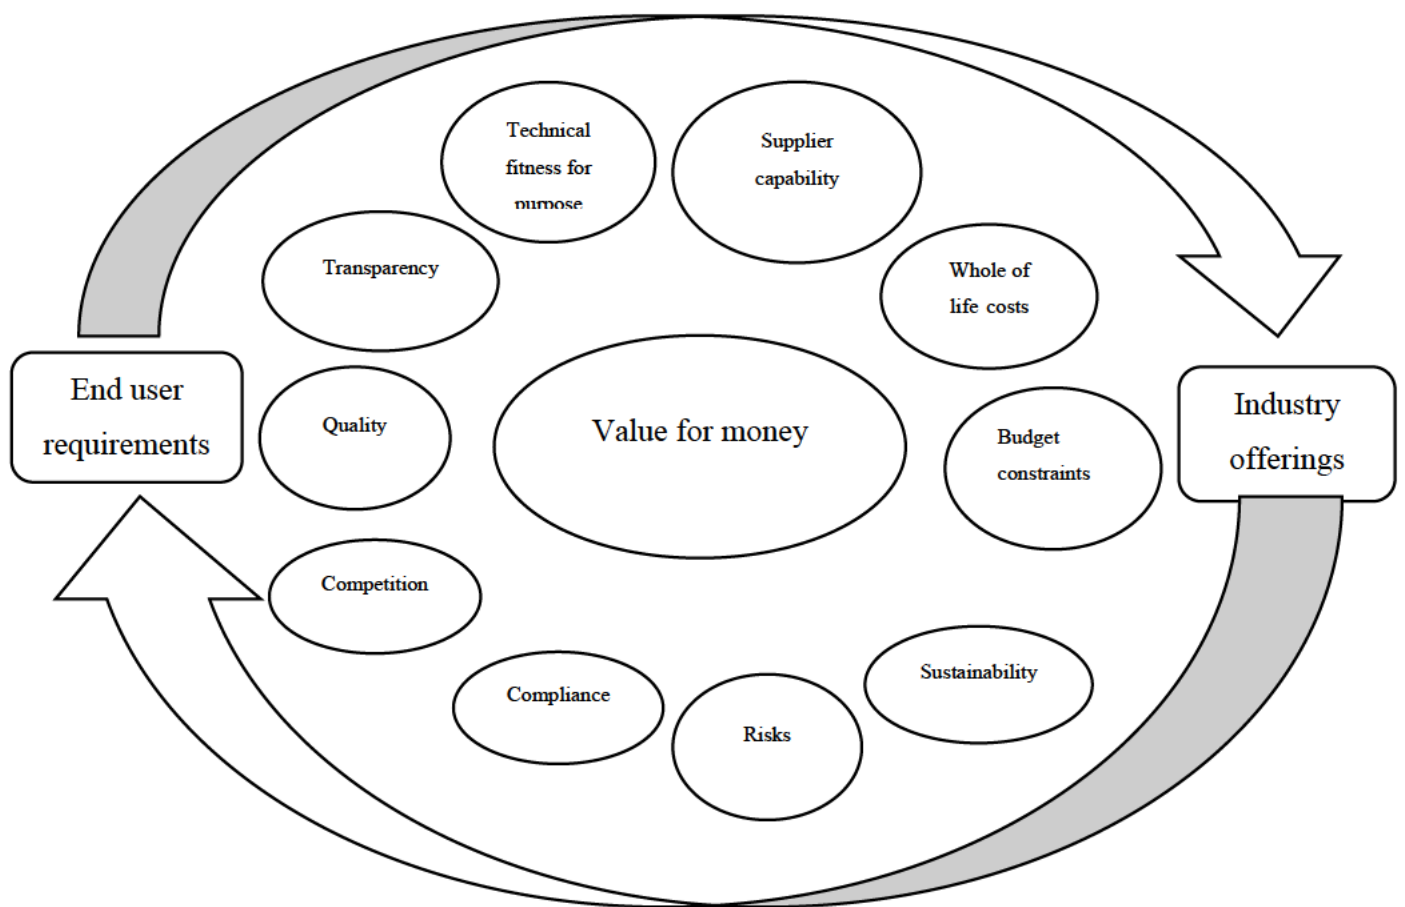 Technical
fitness for
purpose
Supplier
capability
Transparency
Whole of
life costs
End user
requirements
Quality
Value for money
Budget
constraints
Industry
offerings
Competition
Compliance
Risks
Sustainability